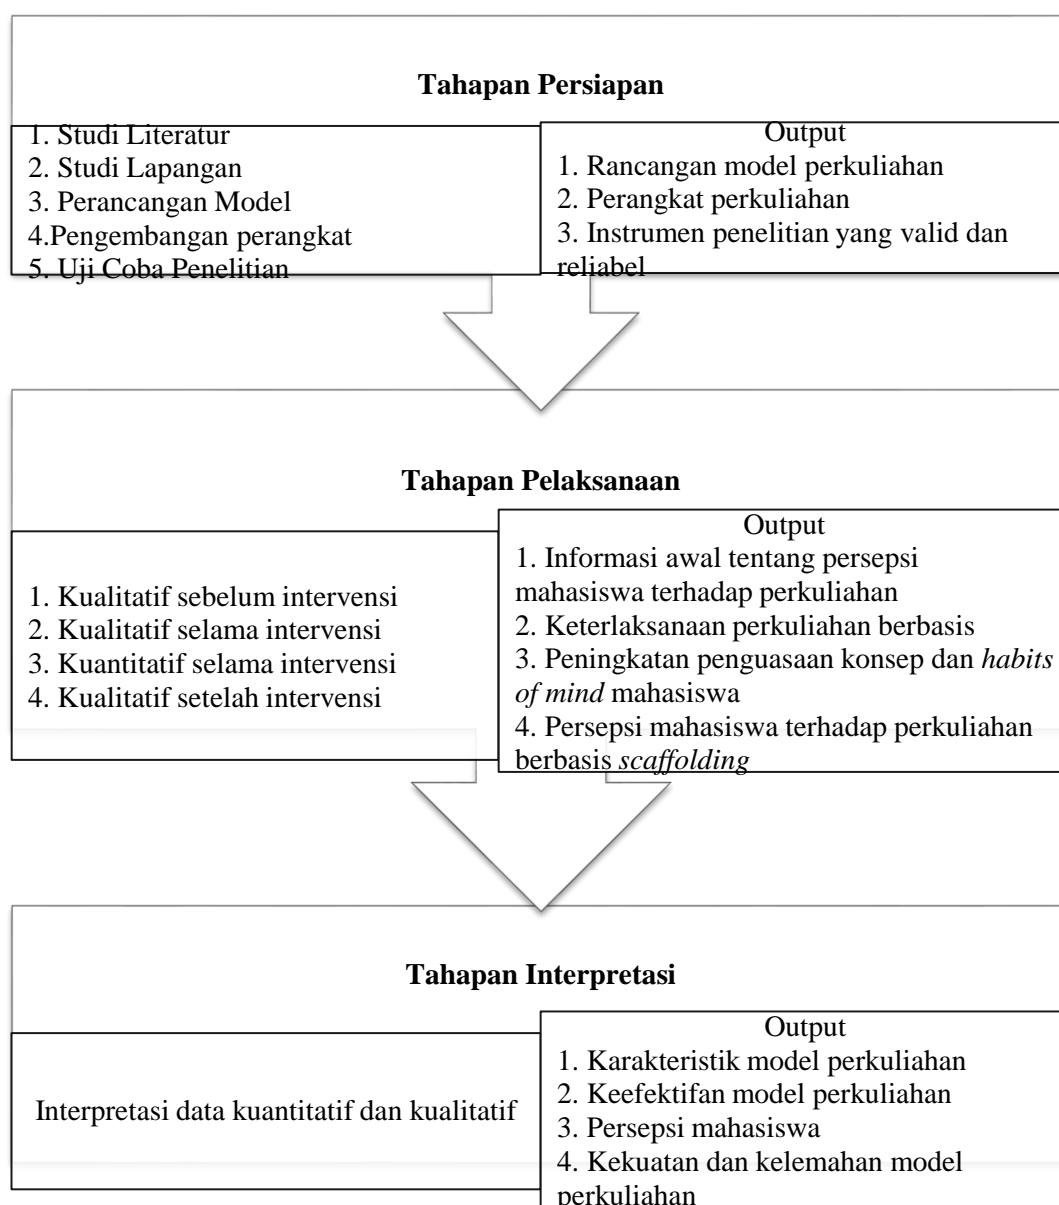 Tahapan Persiapan
1. Studi Literatur
2. Studi Lapangan
3. Perancangan Model
4.Pengembangan perangkat
5. Uji Coba Penelitian
Output
1. Rancangan model perkuliahan
2. Perangkat perkuliahan
3. Instrumen penelitian yang valid dan
reliabel
Tahapan Pelaksanaan
1. Kualitatif sebelum intervensi
2. Kualitatif selama intervensi
3. Kuantitatif selama intervensi
4. Kualitatif setelah intervensi
Output
1. Informasi awal tentang persepsi
mahasiswa terhadap perkuliahan
2. Keterlaksanaan perkuliahan berbasis
3. Peningkatan penguasaan konsep dan habits
of mind mahasiswa
4. Persepsi mahasiswa terhadap perkuliahan
berbasis scaffolding
Tahapan Interpretasi
Interpretasi data kuantitatif dan kualitatif
Output
1. Karakteristik model perkuliahan
2. Keefektifan model perkuliahan
3. Persepsi mahasiswa
4. Kekuatan dan kelemahan model
perkuliahan